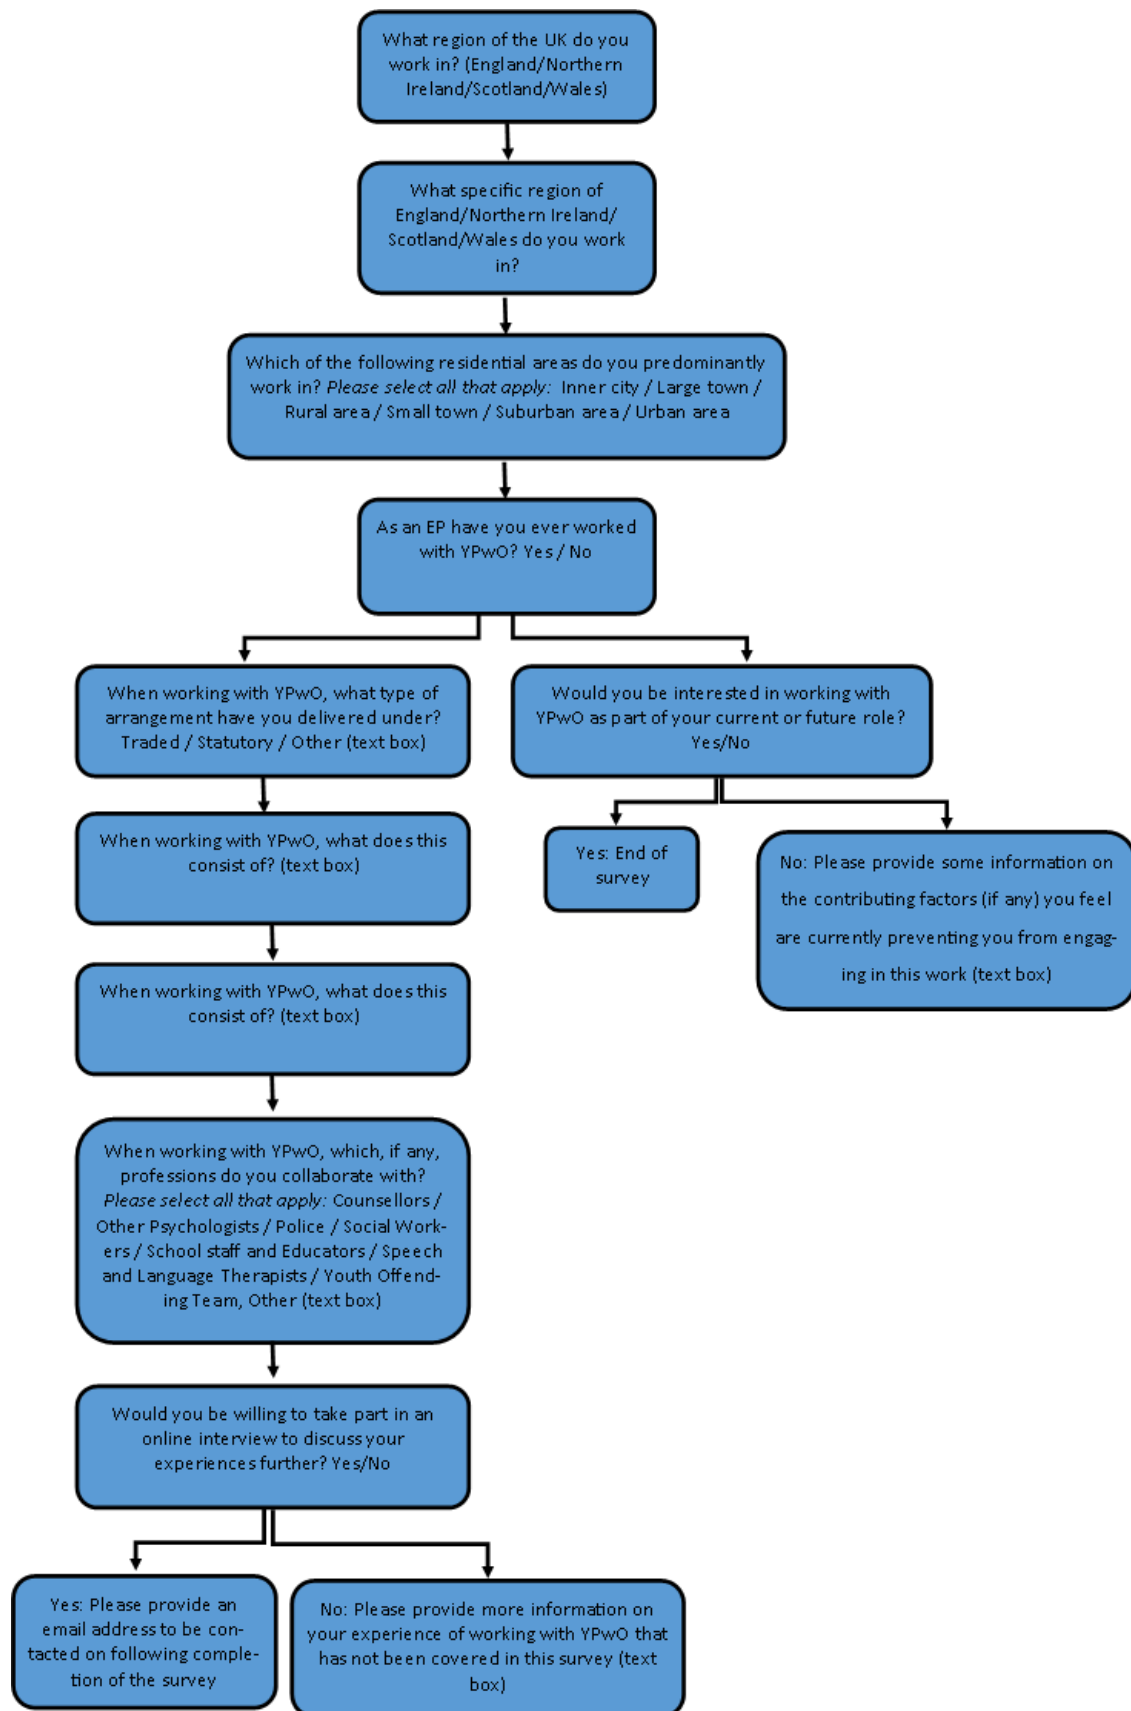 What region of the UK do you
work in? (England/Northern
Ireland/Scotland/Wales)
What specific region of
England/Northern Ireland/
Scotland/Wales do you work
in?
Which of the following residential areas do you predominantly
work in? Please select all that apply: Inner city / Large town /
Rural area / Small town / Suburban area / Urban area
As an EP have you ever worked
with YPwO? Yes / No
When working with YPwO, what type of
arrangement have you delivered under?
Traded / Statutory / Other (text box)
Would you be interested in working with
YPwO as part of your current or future role?
Yes/No
When working with YPwO, what does this
consist of? (text box)
Yes: End of
survey
No: Please provide some information on
the contributing factors (if any) you feel
are currently preventing you from engag-
ing in this work (text box)
When working with YPwO, what does this
consist of? (text box)
When working with YPwO, which, if any,
professions do you collaborate with?
Please select all that apply: Counsellors /
Other Psychologists / Police / Social Work-
ers / School staff and Educators / Speech
and Language Therapists / Youth Offend-
ing Team, Other (text box)
Would you be willing to take part in an
online interview to discuss your
experiences further? Yes/No
Yes: Please provide an
email address to be con-
tacted on following comple-
tion of the survey
No: Please provide more information on
your experience of working with YPwO that
has not been covered in this survey (text
box)